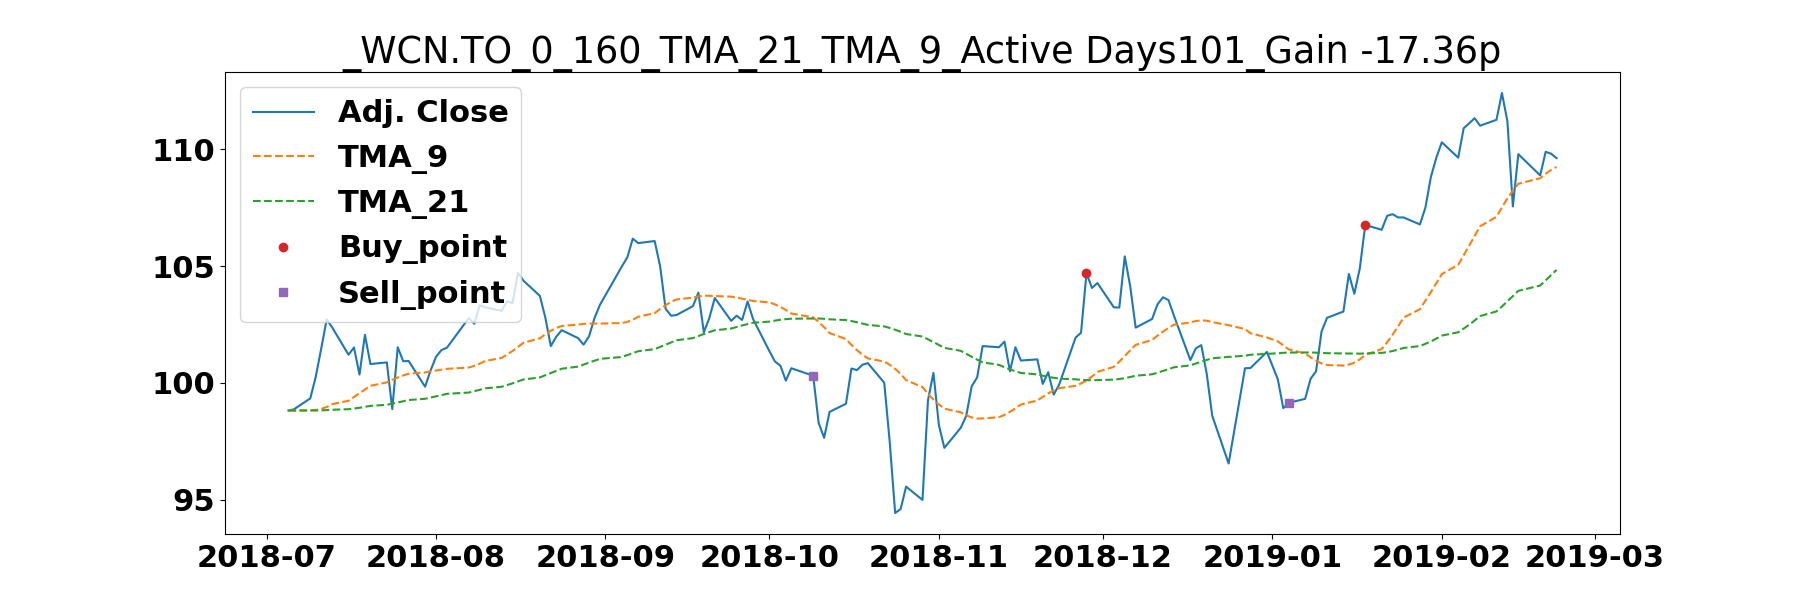 _WCN.TO_0_160_TMA_21_TMA_9_Active Days101_Gain -17.36p
Adj. Close
TMA_9
TMA_21
Buy_point
Sell_point
110
105
100
95
2018-07 2018-08 2018-09 2018-10 2018-11 2018-12 2019-01 2019-02 2019-03